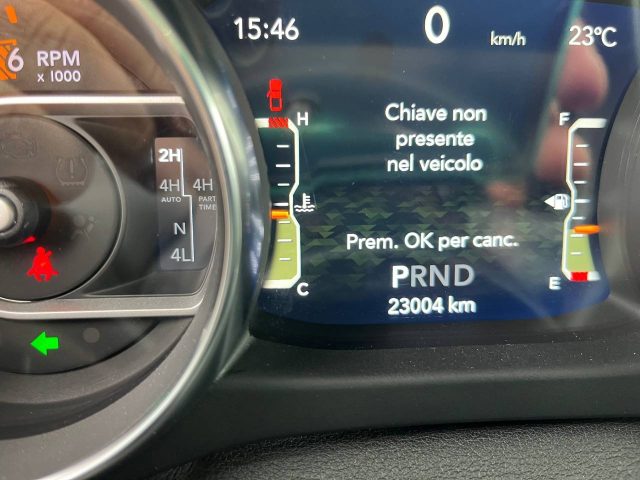 15:46 0 km/h 23°C
6 RPM
x 1000
H
F
Chiave non
presente
nel veicolo
2H
4H 4H
AUTO PART
TIME
N
4L
Prem. OK per canc.
PRND
C
E
23004 km